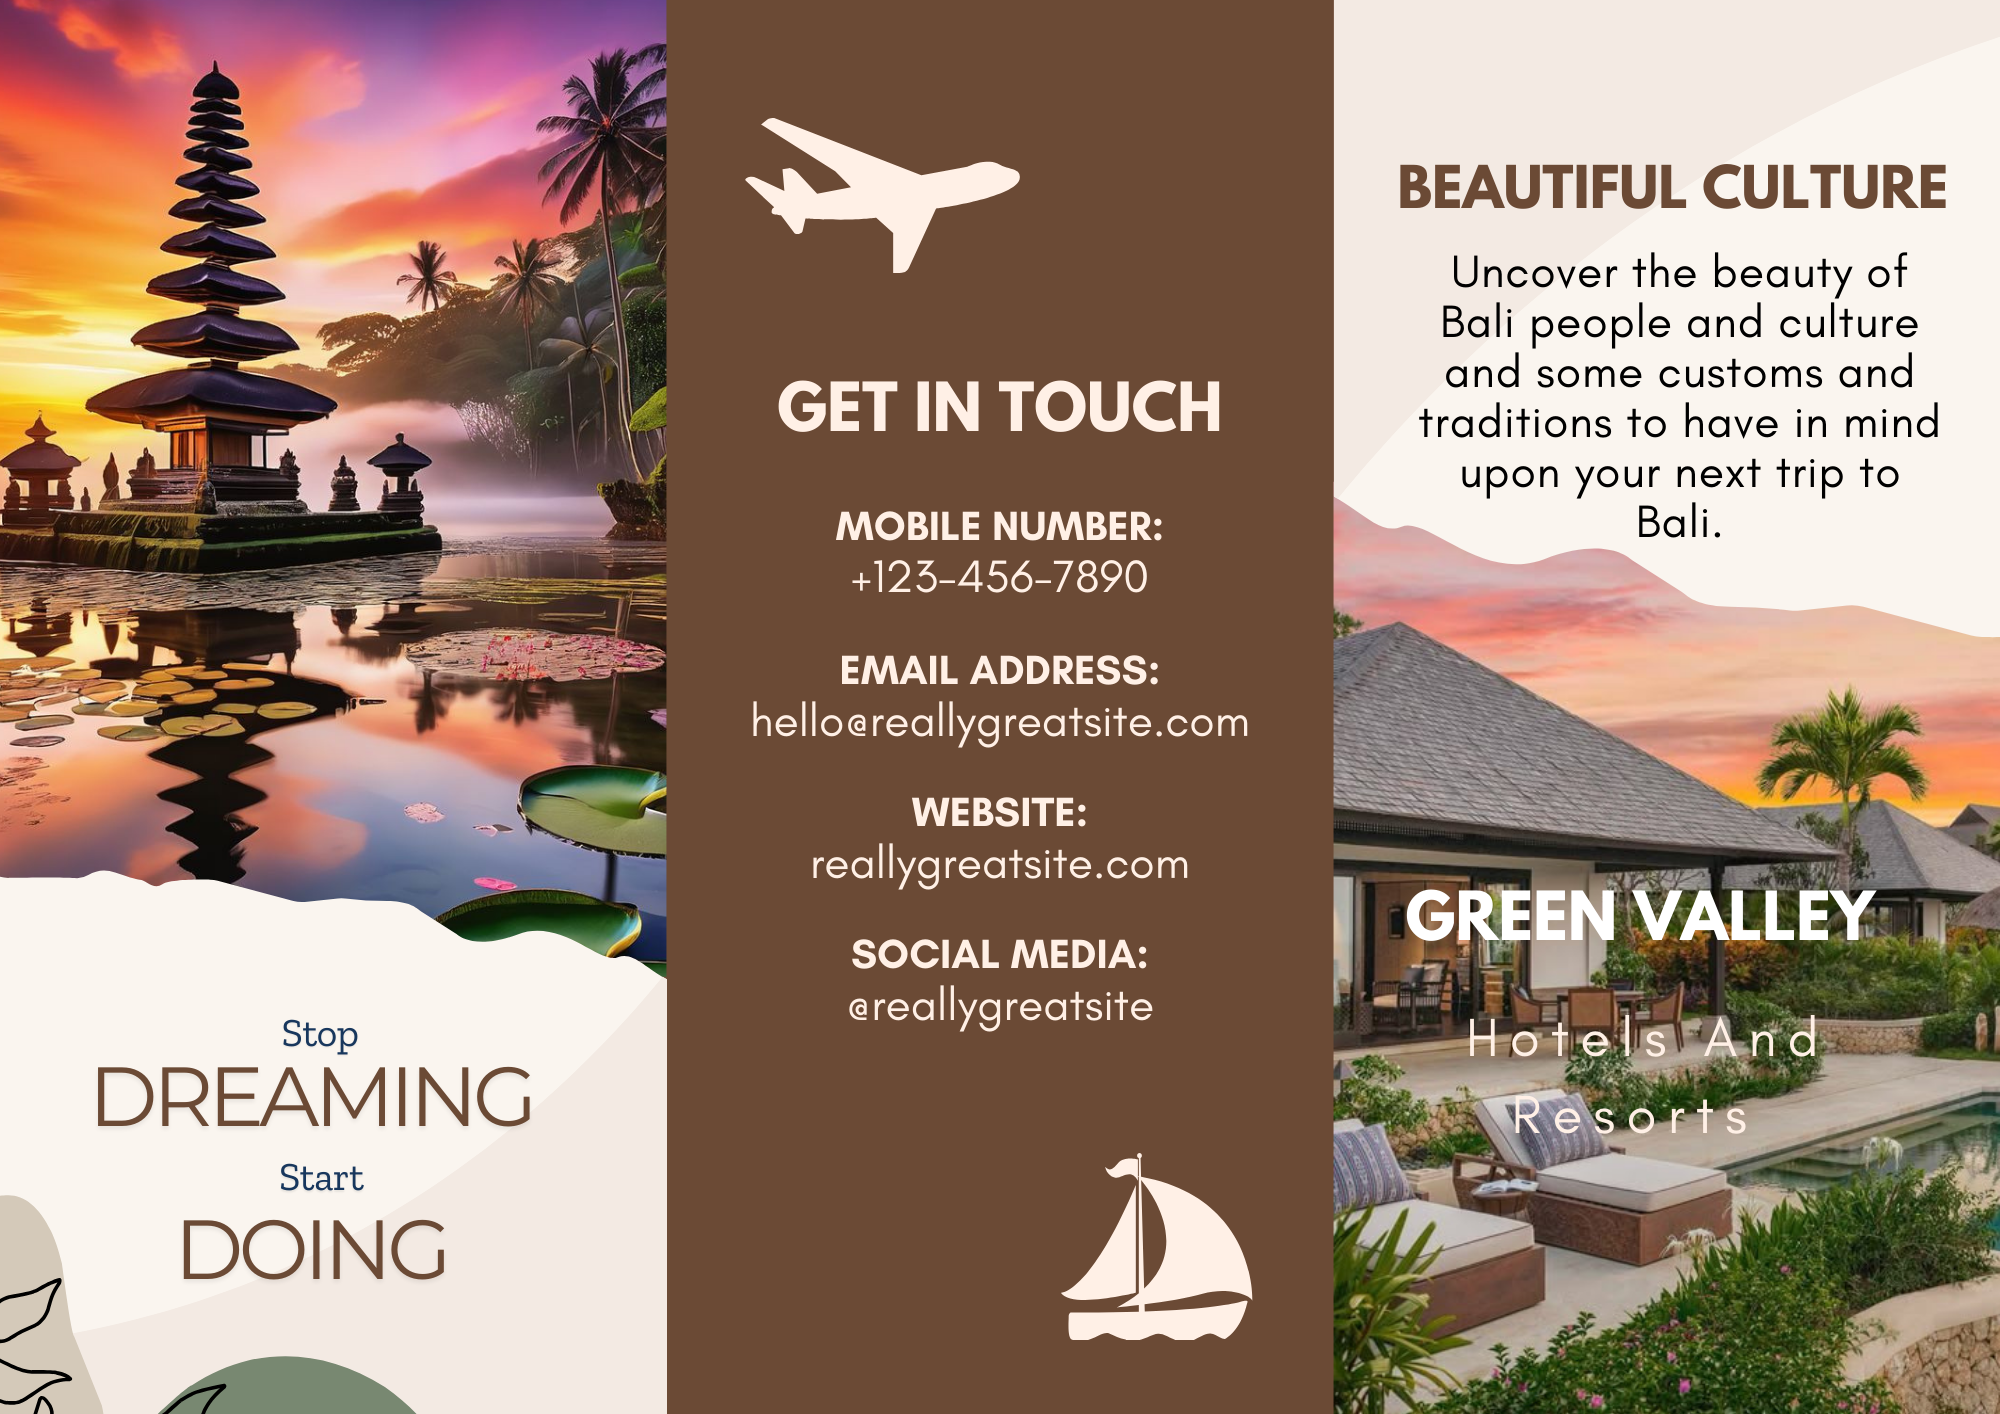 Stop
DREAMING
Start
DOING
GET IN TOUCH
MOBILE NUMBER:
+123-456-7890
EMAIL ADDRESS:
hello@reallygreatsite.com
WEBSITE:
reallygreatsite.com
SOCIAL MEDIA:
@reallygreatsite
BEAUTIFUL CULTURE
Uncover the beauty of
Bali people and culture
and some customs and
traditions to have in mind
upon your next trip to
Bali.
GREEN VALLEY
Hotels And
Resorts